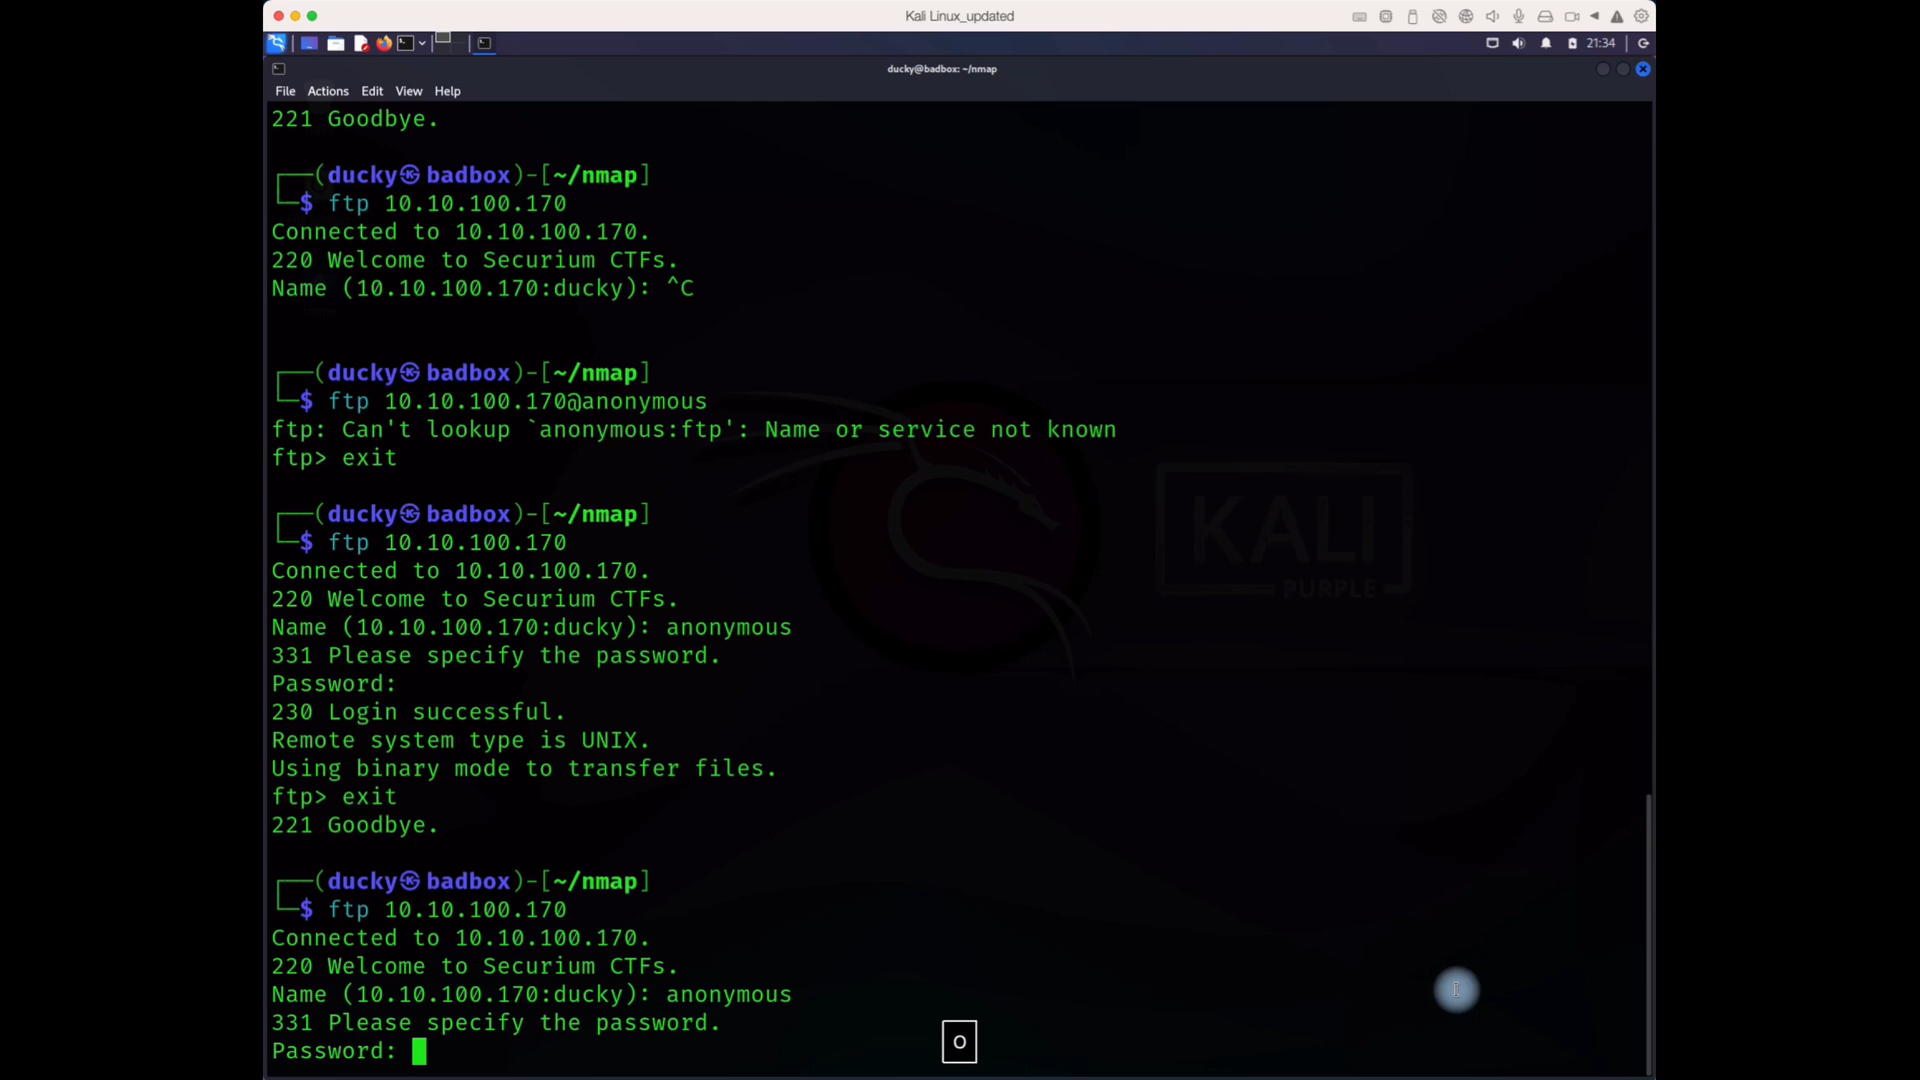 Kali Linux_updated
21:34
ducky@badbox: ~/nmap
File Actions Edit View Help
221 Goodbye.
┌──(ducky㉿badbox)-[~/nmap]
└─$ ftp 10.10.100.170
Connected to 10.10.100.170.
220 Welcome to Securium CTFs.
Name (10.10.100.170:ducky): ^C
┌──(ducky㉿badbox)-[~/nmap]
└─$ ftp 10.10.100.170@anonymous
ftp: Can't lookup `anonymous:ftp': Name or service not known
ftp> exit
┌──(ducky㉿badbox)-[~/nmap]
└─$ ftp 10.10.100.170
Connected to 10.10.100.170.
220 Welcome to Securium CTFs.
Name (10.10.100.170:ducky): anonymous
331 Please specify the password.
Password:
230 Login successful.
Remote system type is UNIX.
Using binary mode to transfer files.
ftp> exit
221 Goodbye.
┌──(ducky㉿badbox)-[~/nmap]
└─$ ftp 10.10.100.170
Connected to 10.10.100.170.
220 Welcome to Securium CTFs.
Name (10.10.100.170:ducky): anonymous
331 Please specify the password.
Password:
KALI
PURPLE
o